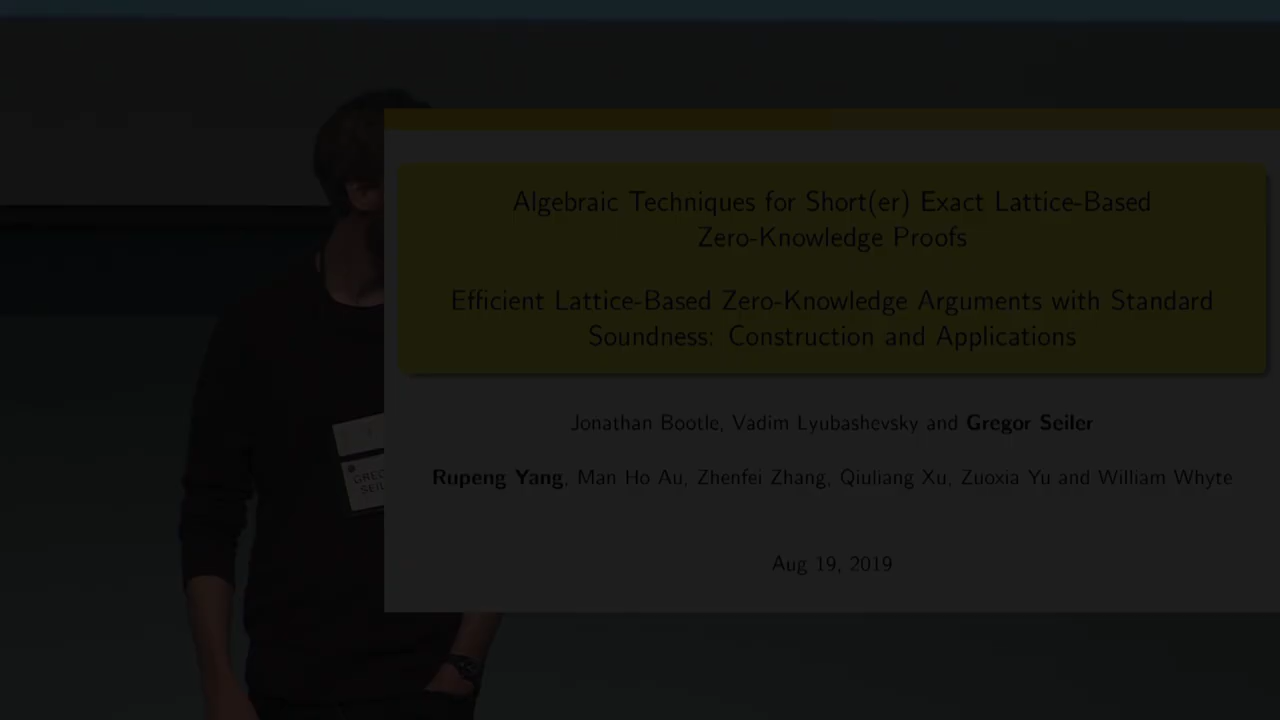 Algebraic Techniques for Short(er) Exact Lattice-Based
Zero-Knowledge Proofs
Efficient Lattice-Based Zero-Knowledge Arguments with Standard
Soundness: Construction and Applications
Jonathan Bootle, Vadim Lyubashevsky and Gregor Seiler
Rupeng Yang, Man Ho Au, Zhenfei Zhang, Qiuliang Xu, Zuoxia Yu and William Whyte
Aug 19, 2019
GREG
SEIL